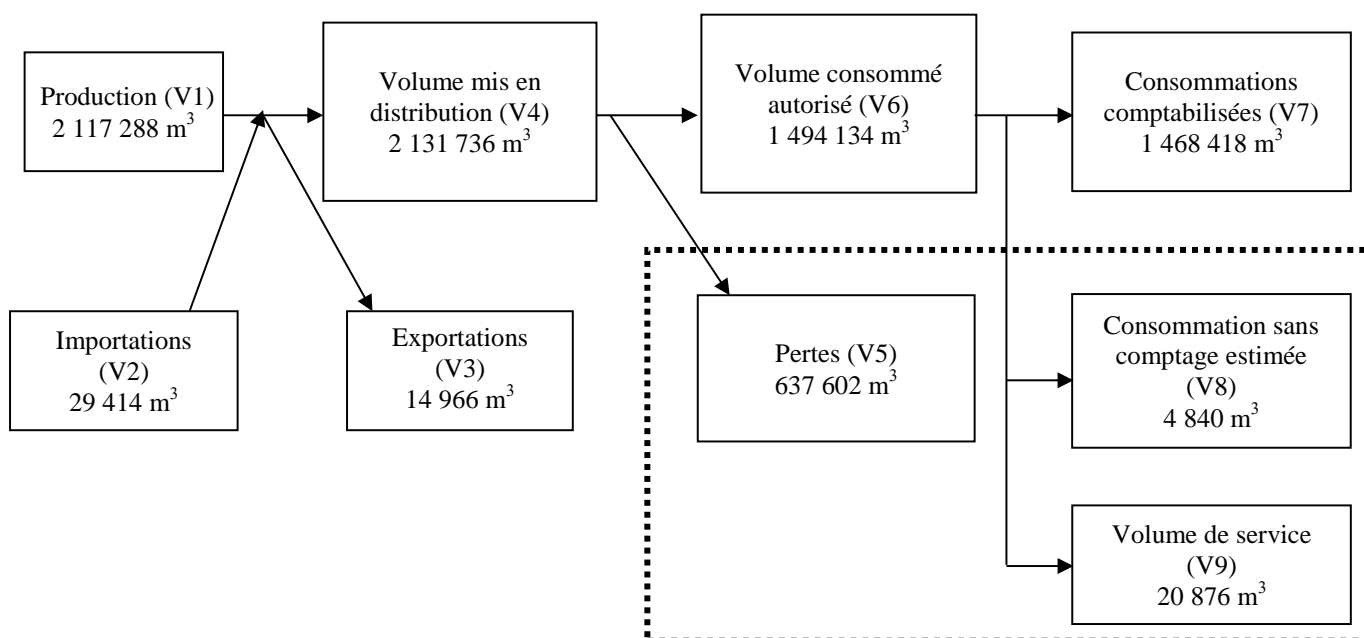 Production (V1)
2 117 288 m³
Volume mis en
distribution (V4)
2 131 736 m³
Volume consommé
autorisé (V6)
1 494 134 m³
Consommations
comptabilisées (V7)
1 468 418 m³
Importations
(V2)
29 414 m³
Exportations
(V3)
14 966 m³
Pertes (V5)
637 602 m³
Consommation sans
comptage estimée
(V8)
4 840 m³
Volume de service
(V9)
20 876 m³